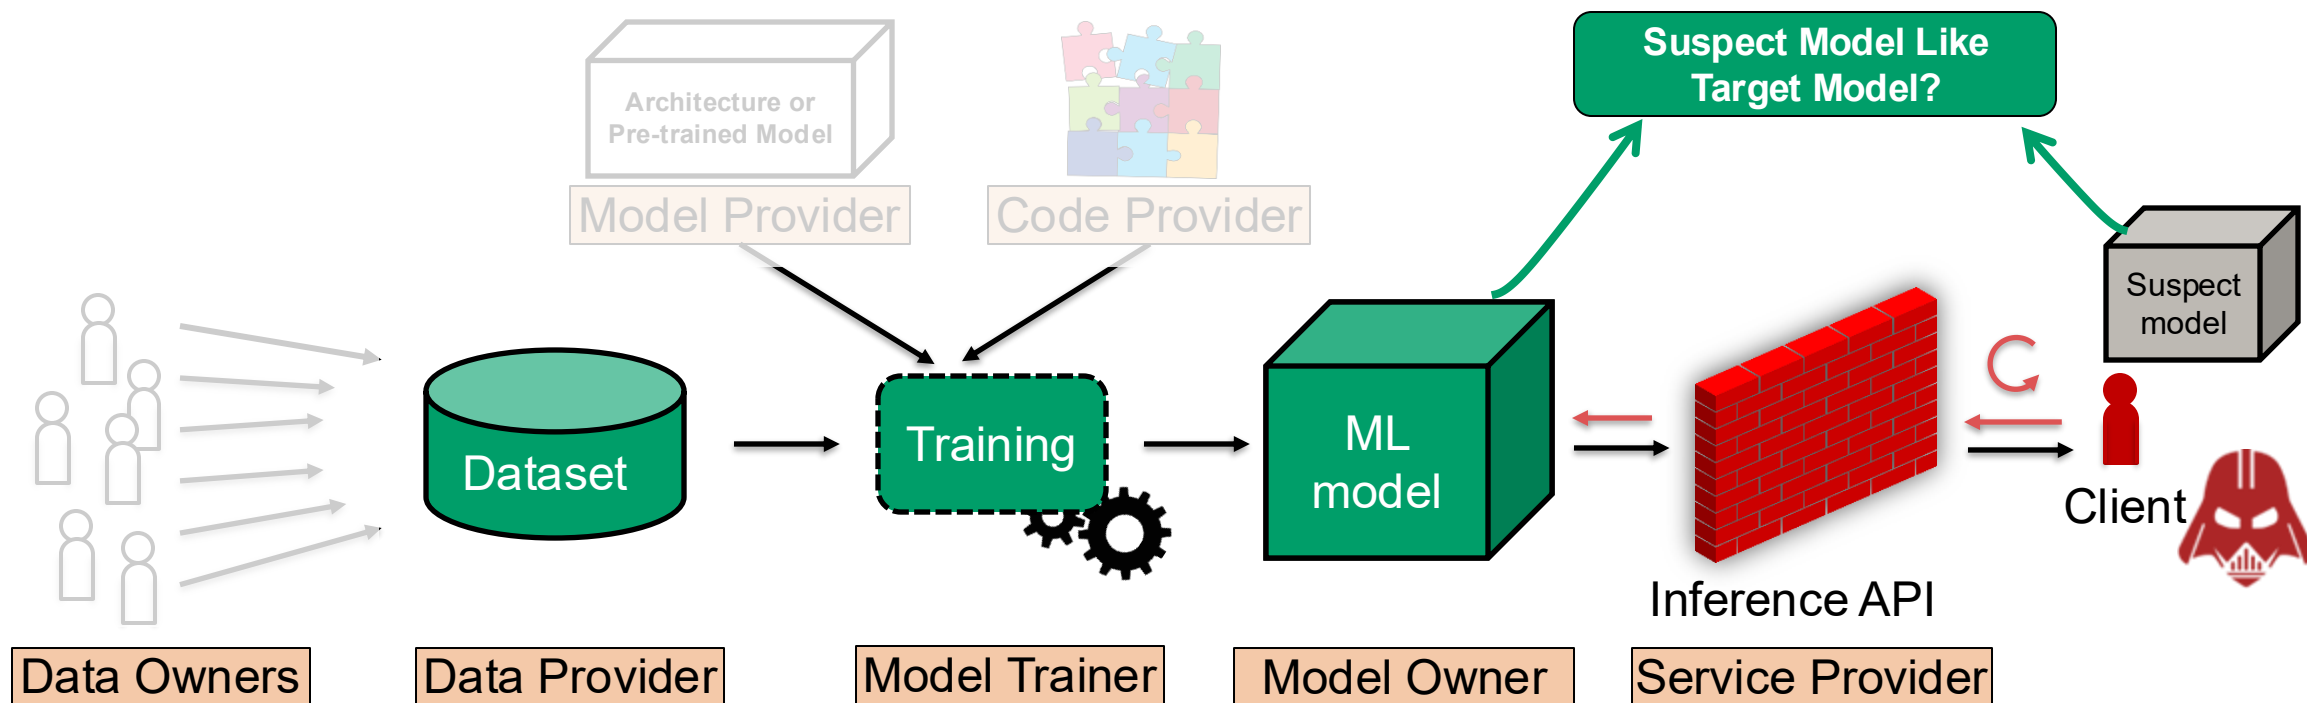 Suspect Model Like
Target Model?
Architecture or
Pre-trained Model
Model Provider
Code Provider
Suspect
model
Dataset
Training
ML
model
Client
Inference API
Data Owners
Data Provider
Model Trainer
Model Owner
Service Provider